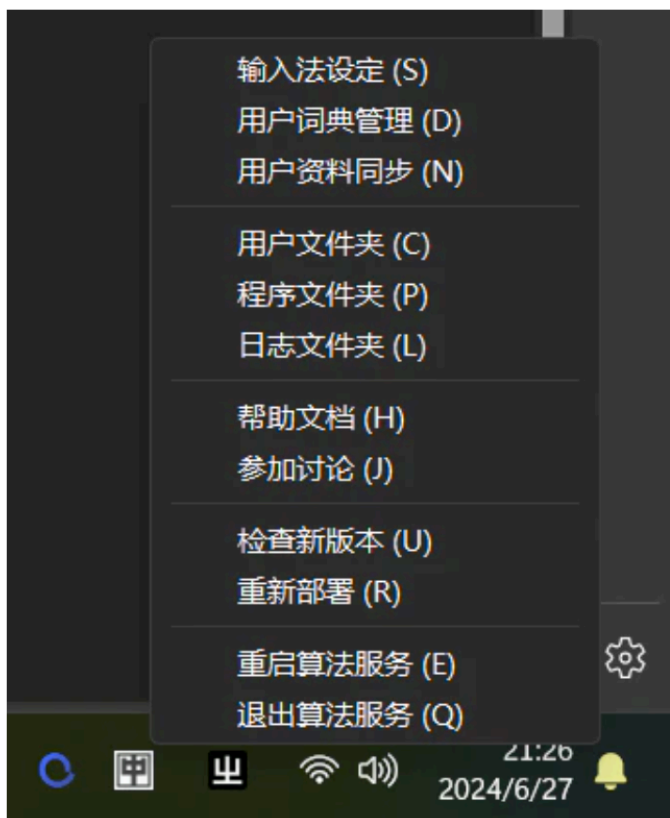 输入法设定 (S)
用户词典管理 (D)
用户资料同步 (N)
用户文件夹 (C)
程序文件夹 (P)
日志文件夹 (L)
帮助文档 (H)
参加讨论 (J)
检查新版本 (U)
重新部署 (R)
重启算法服务 (E)
退出算法服务 (Q)
中
21:26
2024/6/27